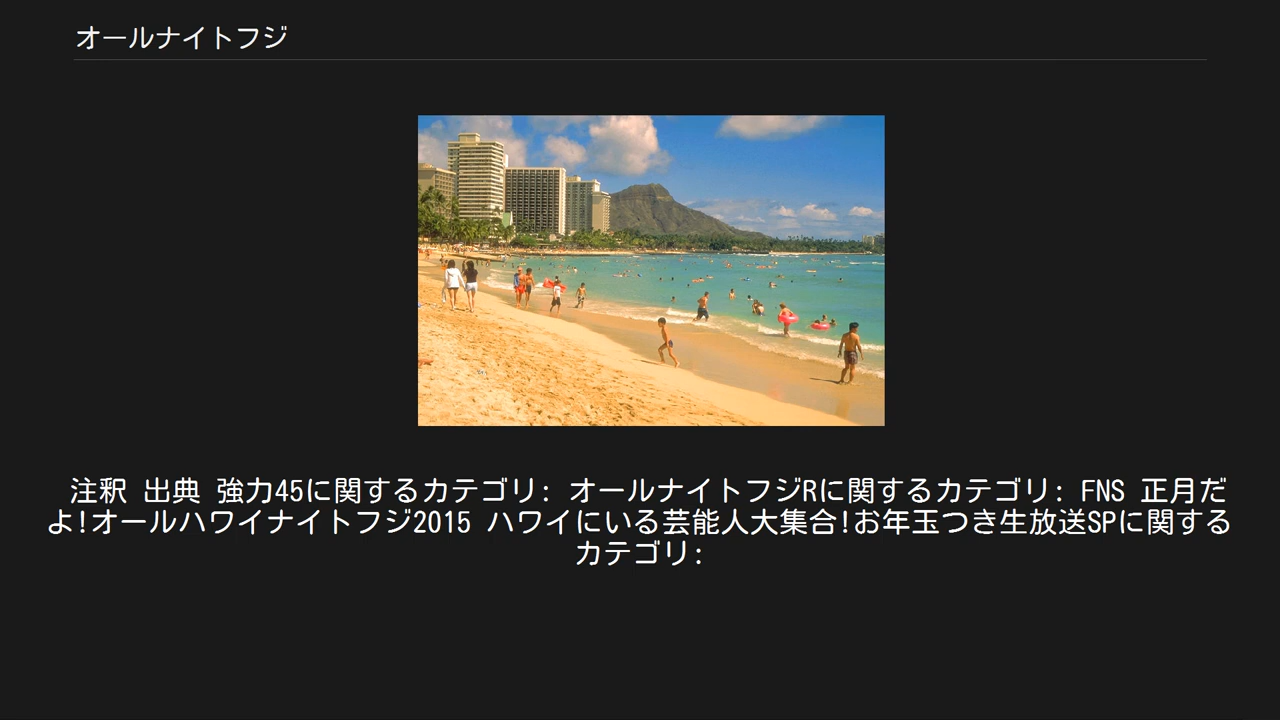 オールナイトフジ
注釈 出典 強力45に関するカテゴリ: オールナイトフジRに関するカテゴリ: FNS 正月だ
よ!オールハワイナイトフジ2015 ハワイにいる芸能人大集合!お年玉つき生放送SPに関する
カテゴリ: